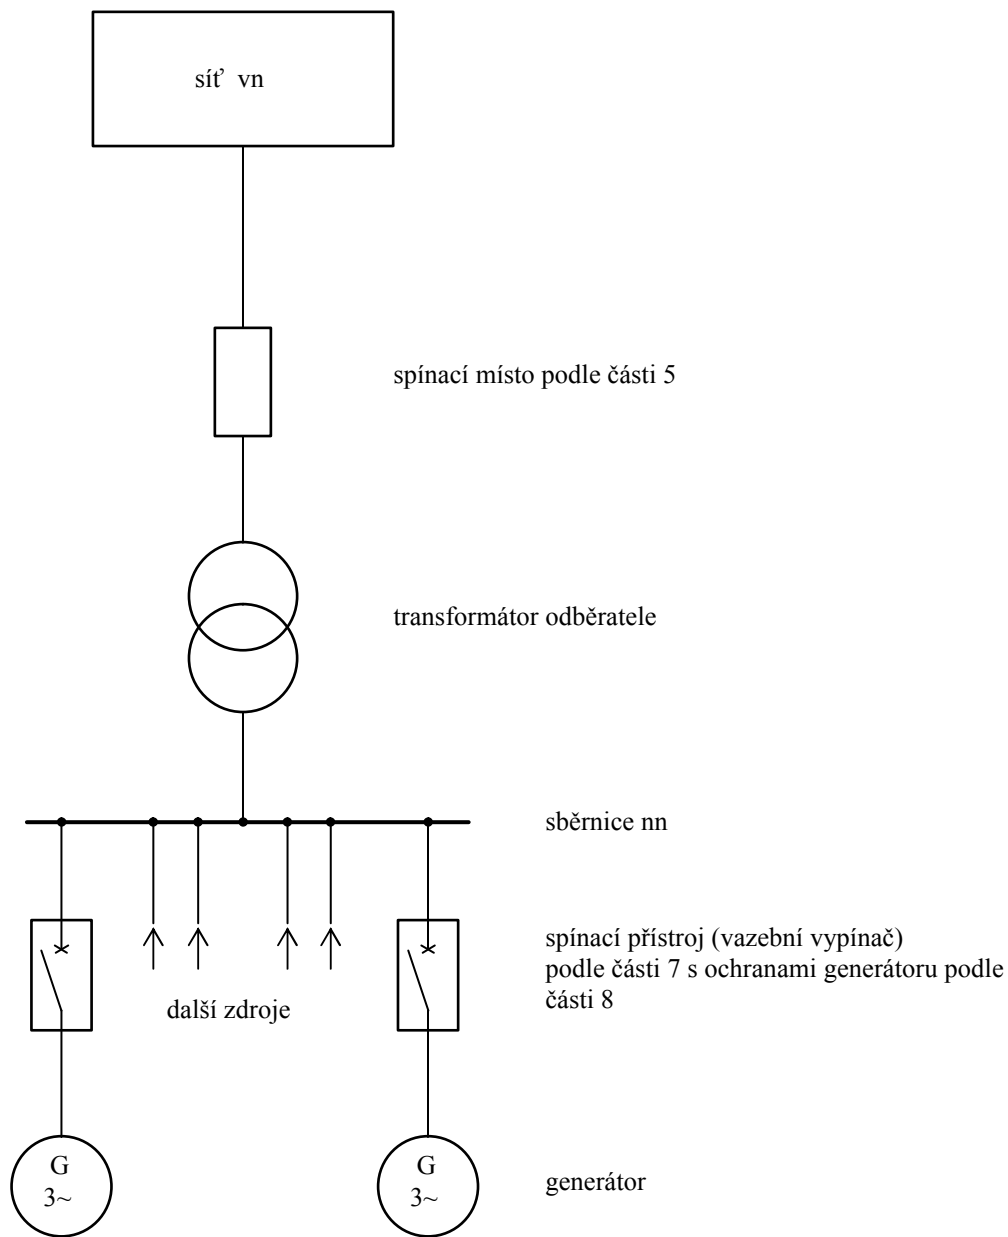 síť vn
spínací místo podle části 5
transformátor odběratele
sběrnice nn
spínací přístroj (vazební vypínač)
podle části 7 s ochranami generátoru podle
části 8
další zdroje
G
3~
G
3~
generátor